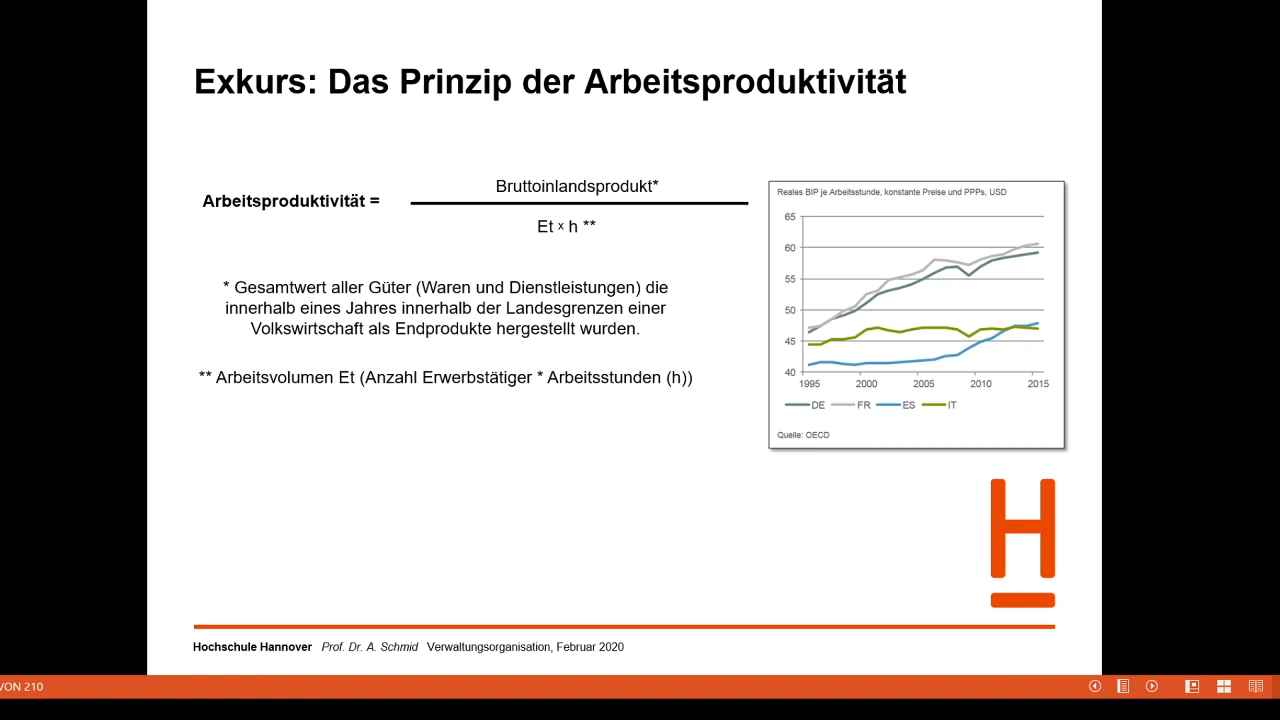 Exkurs: Das Prinzip der Arbeitsproduktivität
Arbeitsproduktivität =
Bruttoinlandsprodukt*
Et x h **
* Gesamtwert aller Güter (Waren und Dienstleistungen) die
innerhalb eines Jahres innerhalb der Landesgrenzen einer
Volkswirtschaft als Endprodukte hergestellt wurden.
** Arbeitsvolumen Et (Anzahl Erwerbstätiger * Arbeitsstunden (h))
Reales BIP je Arbeitsstunde, konstante Preise und PPPs, USD
65
60
55
50
45
40
1995 2000 2005 2010 2015
DE FR ES IT
Quelle: OECD
H
Hochschule Hannover Prof. Dr. A. Schmid Verwaltungsorganisation, Februar 2020
VON 210